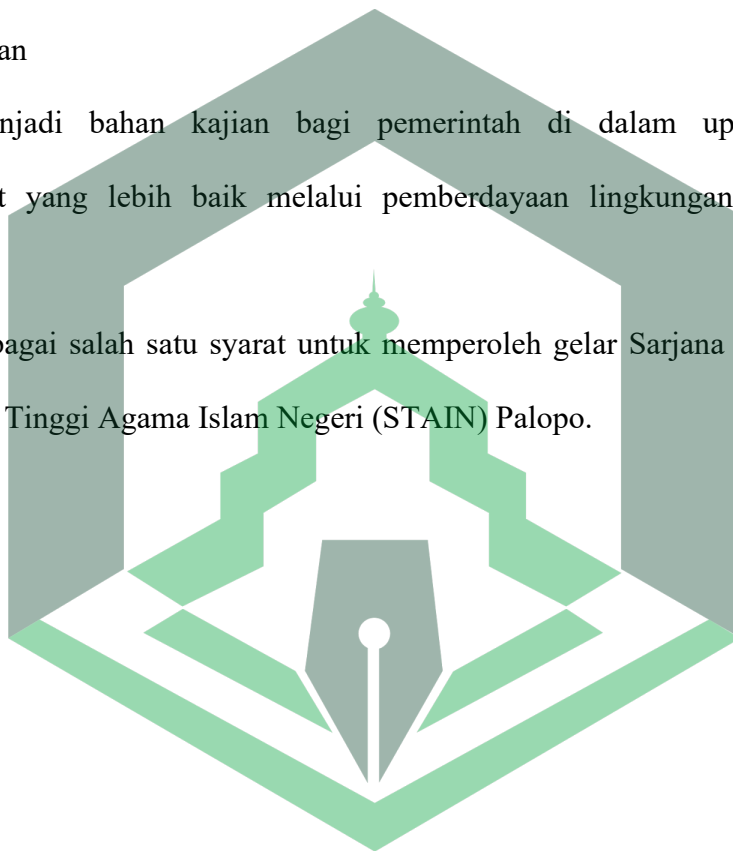 an
njadi bahan kajian bagi pemerintah di dalam up
t yang lebih baik melalui pemberdayaan lingkungan
bagai salah satu syarat untuk memperoleh gelar Sarjana
Tinggi Agama Islam Negeri (STAIN) Palopo.